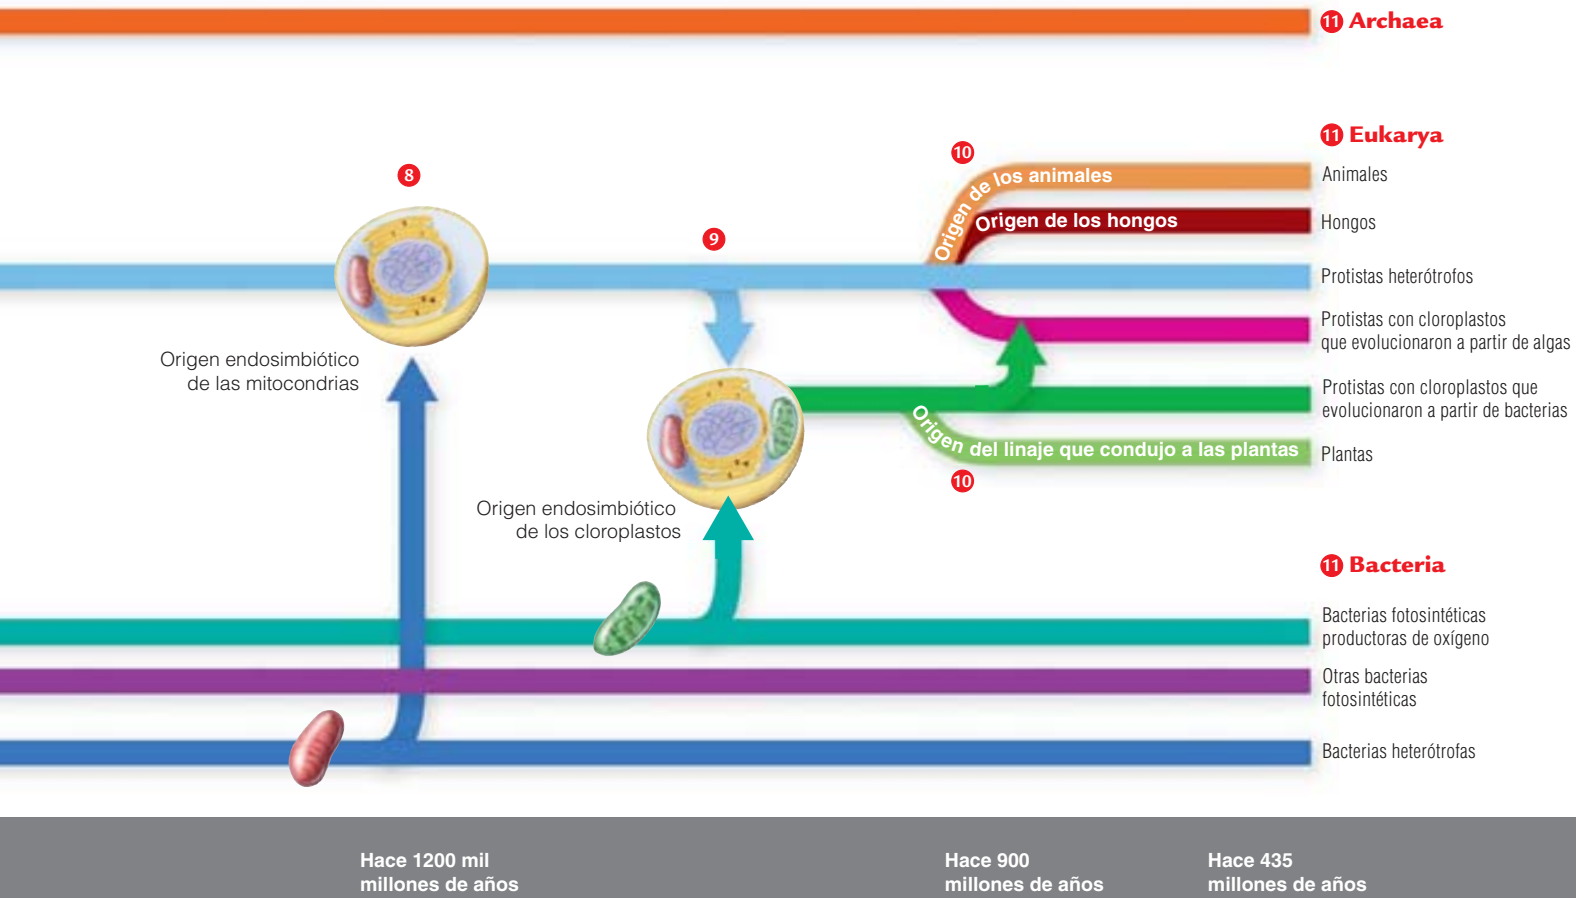 11 Archaea
11 Eukarya
10
Origen de los animales
Animales
8
Origen de los hongos
Hongos
9
Protistas heterótrofos
Protistas con cloroplastos
que evolucionaron a partir de algas
Origen endosimbiótico
de las mitocondrias
Protistas con cloroplastos que
evolucionaron a partir de bacterias
Origen del linaje que condujo a las plantas
Plantas
10
Origen endosimbiótico
de los cloroplastos
11 Bacteria
Bacterias fotosintéticas
productoras de oxígeno
Otras bacterias
fotosintéticas
Bacterias heterótrofas
Hace 1200 mil
millones de años
Hace 900
millones de años
Hace 435
millones de años